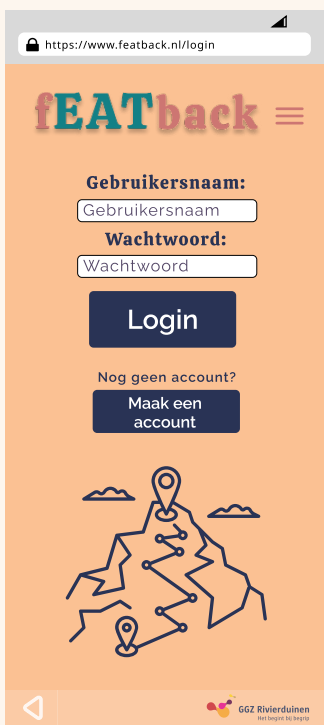 https://www.featback.nl/login
fEATback
Gebruikersnaam:
Gebruikersnaam
Wachtwoord:
Wachtwoord
Login
Nog geen account?
Maak een
account
GGZ Rivierduinen
Het begint bij begrip